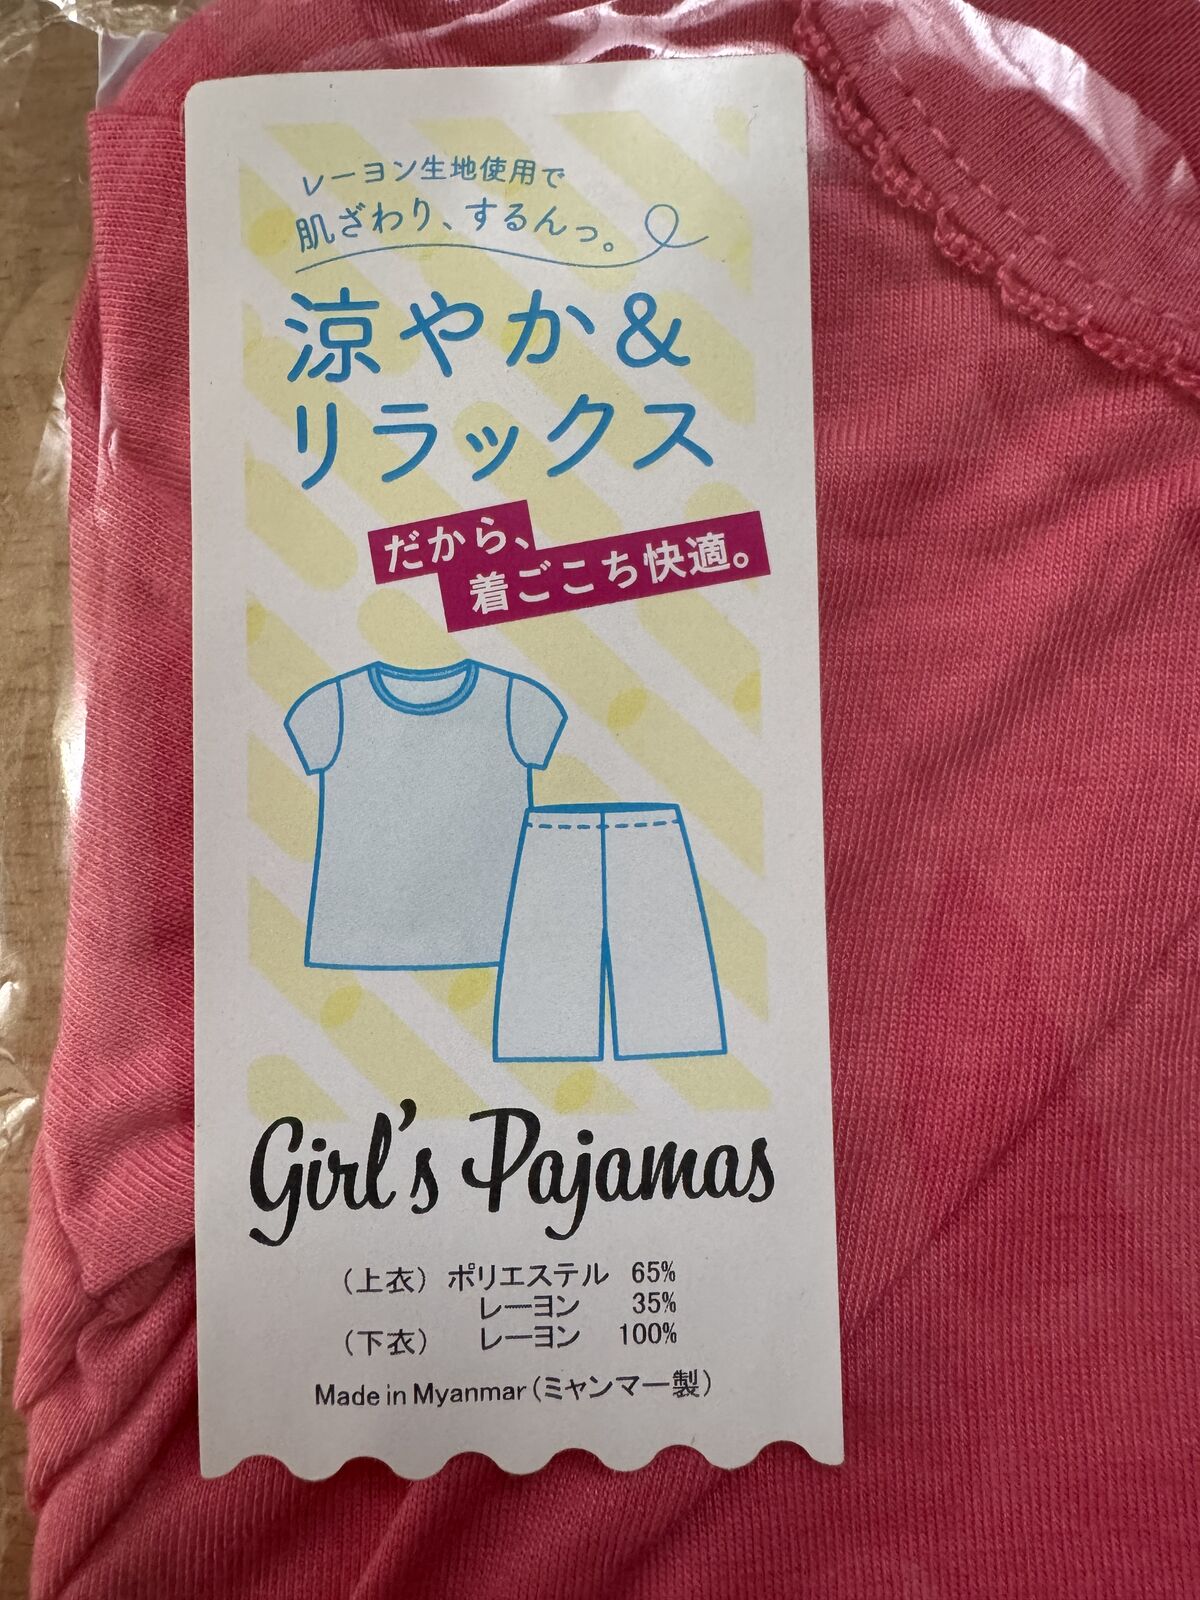 レーヨン生地使用で
肌ざわり、するんっ。
涼やか&
リラックス
だから、
着ごこち快適。
Girl's Pajamas
（上衣）ポリエステル 65%
レーヨン 35%
（下衣） レーヨン 100%
Made in Myanmar（ミャンマー製）